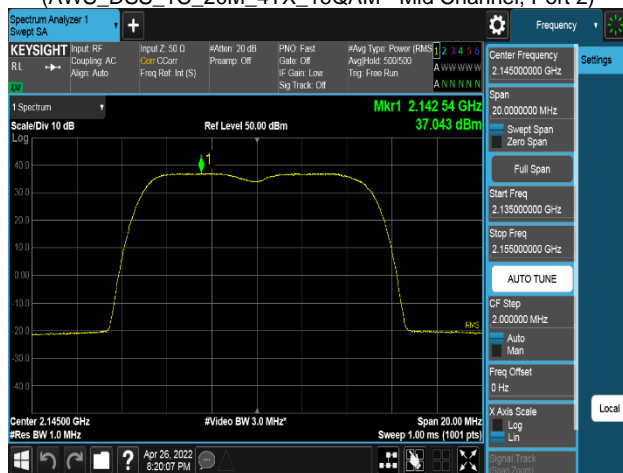 (AWS_DSS_1C_20M_4TX_16QAM - Mid Channel, Port 2)
Spectrum Analyzer 1
Swept SA
+
Frequency
KEYSIGHT
RL
Input: RF
Coupling: AC
Align: Auto
Input Z: 50 Ω
Corr CCorr
Freq Ref: Int (S)
#Atten: 20 dB
Preamp: Off
PNO: Fast
Gate: Off
IF Gain: Low
Sig Track: Off
#Avg Type: Power (RMS
Avg|Hold: 500/500
Trig: Free Run
1 2 3 4 5 6
A W W W W W
A N N N N N
1 Spectrum
Scale/Div 10 dB
Log
Ref Level 50.00 dBm
Mkr1 2.142 54 GHz
37.043 dBm
1
40.0
30.0
20.0
10.0
0.00
-10.0
-20.0
-30.0
-40.0
RMS
Center 2.14500 GHz
#Res BW 1.0 MHz
#Video BW 3.0 MHz*
Span 20.00 MHz
Sweep 1.00 ms (1001 pts)
Apr 26, 2022
8:20:07 PM
?
Center Frequency
2.145000000 GHz
Settings
Span
20.0000000 MHz
Swept Span
Zero Span
Full Span
Start Freq
2.135000000 GHz
Stop Freq
2.155000000 GHz
AUTO TUNE
CF Step
2.000000 MHz
Auto
Man
Freq Offset
0 Hz
X Axis Scale
Log
Lin
Local
Signal Track
(Span Zoom)